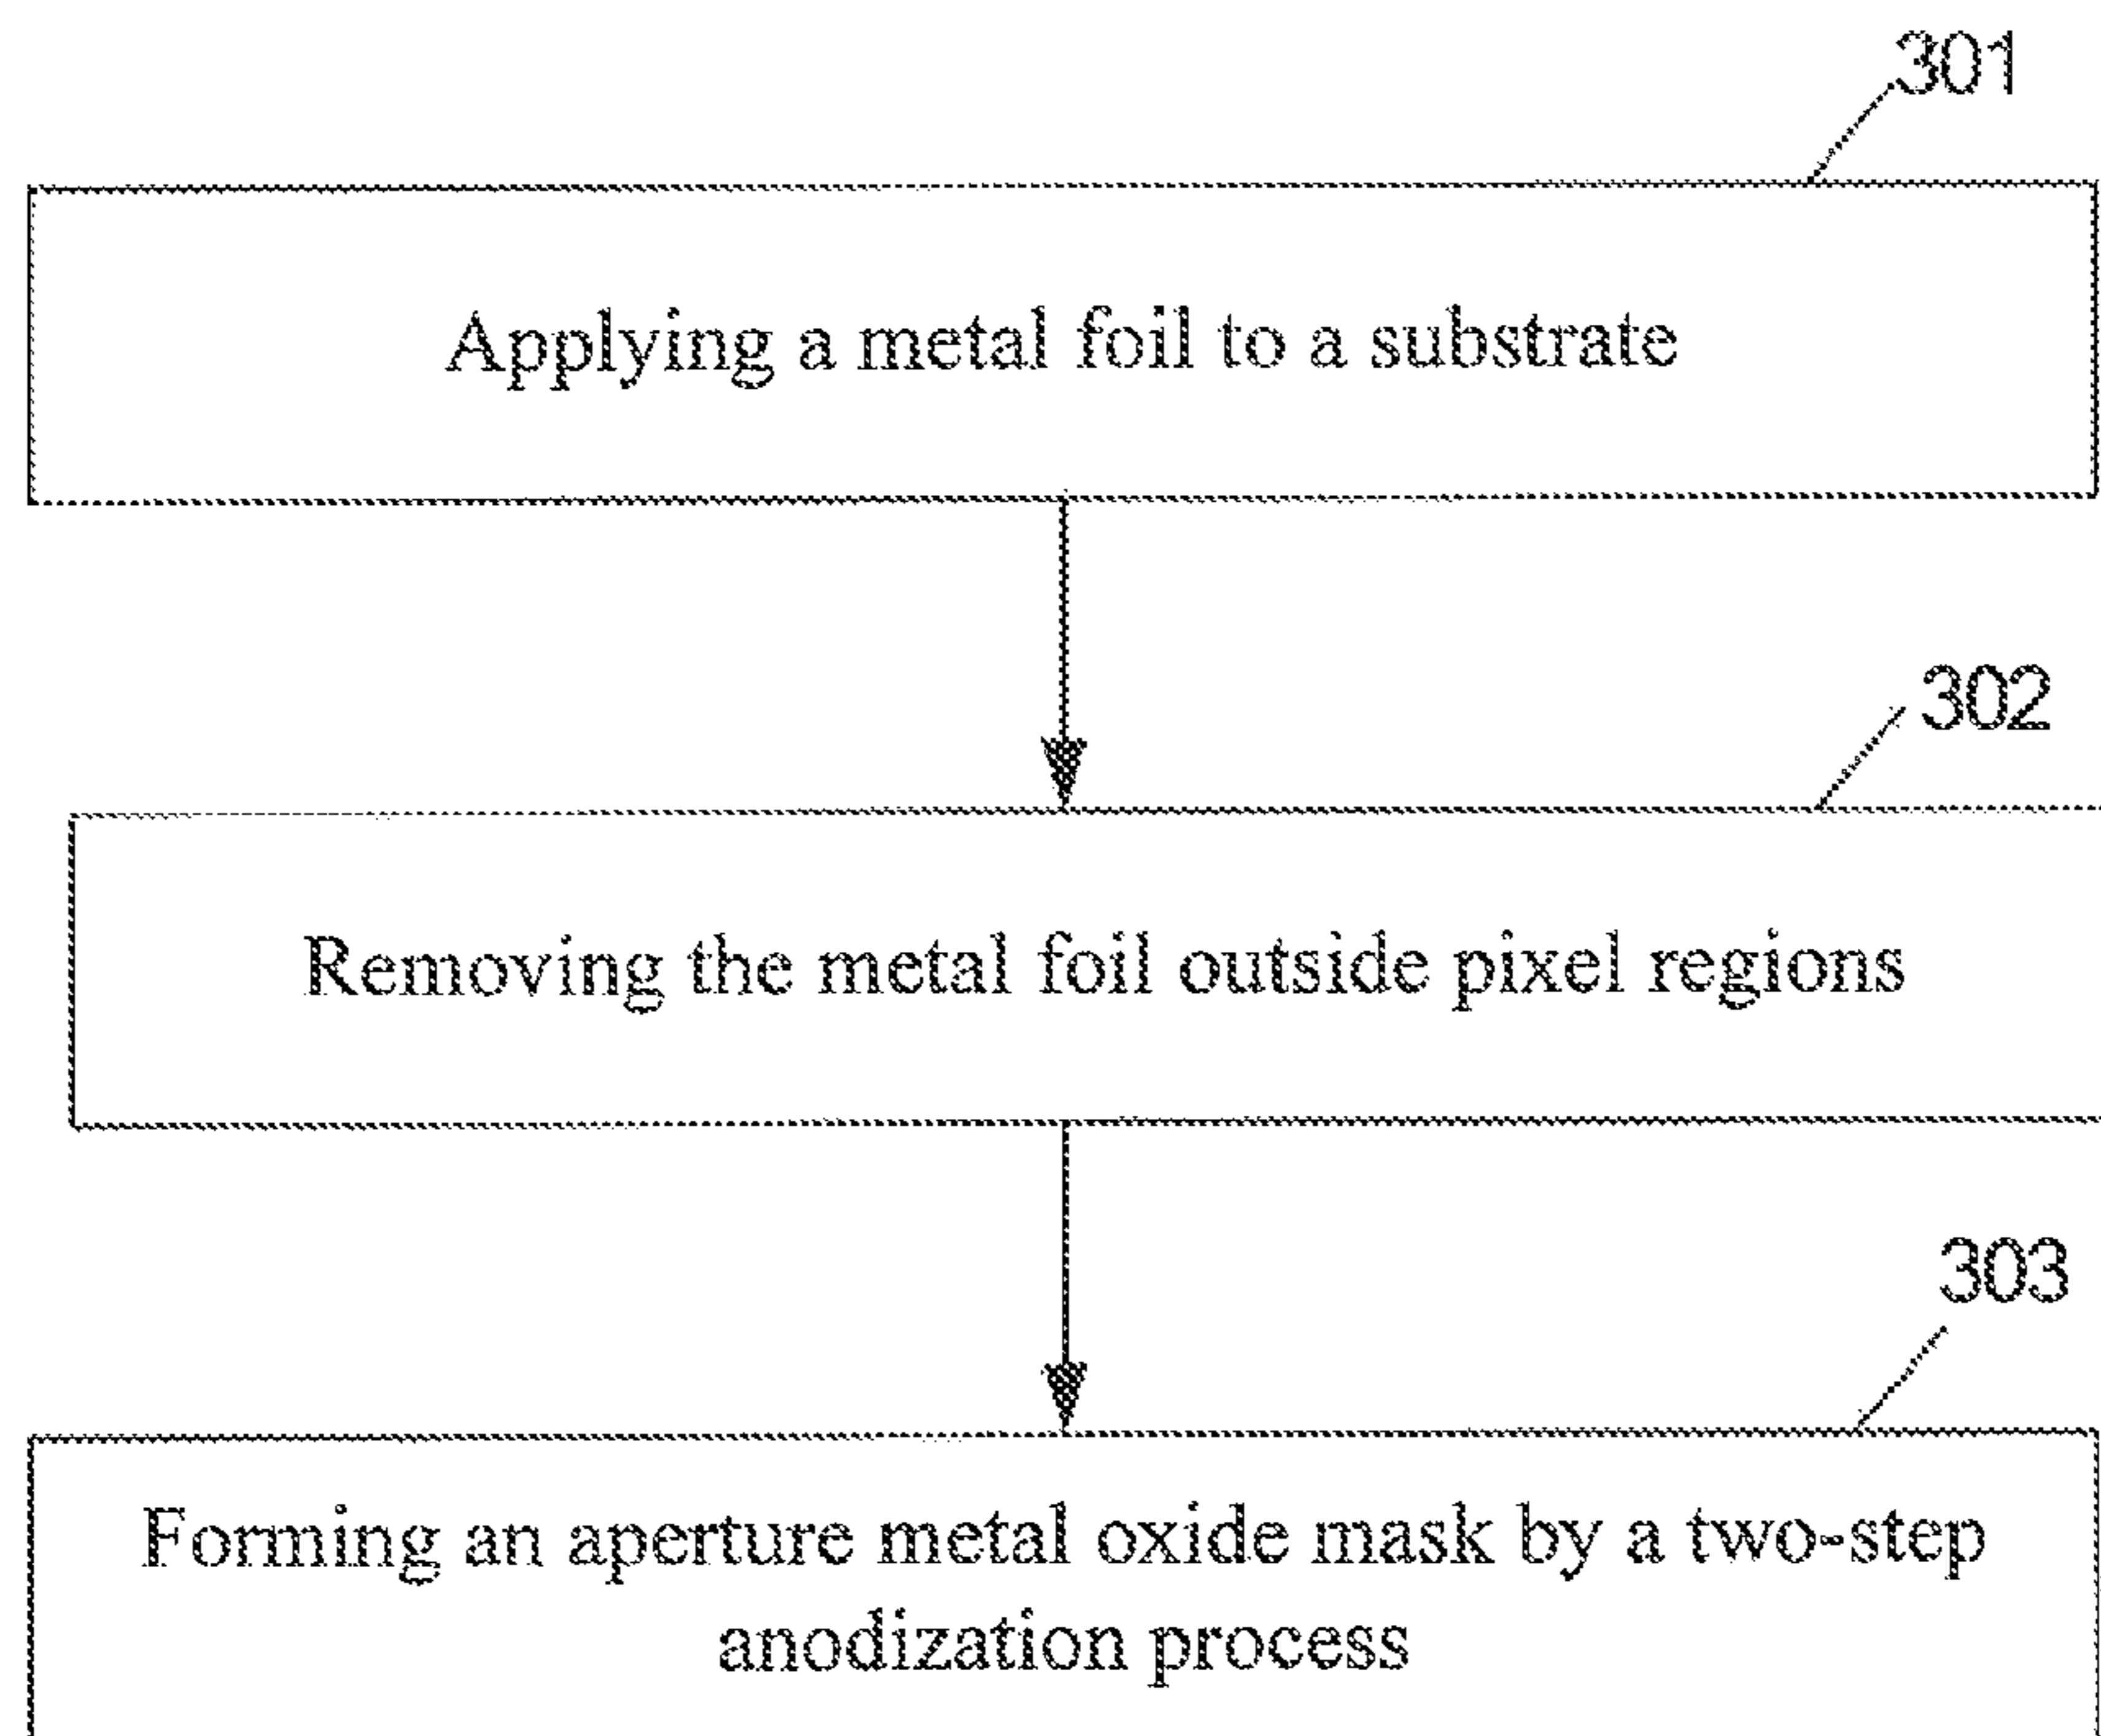 301
Applying a metal foil to a substrate
302
Removing the metal foil outside pixel regions
303
Forming an aperture metal oxide mask by a two-step
anodization process